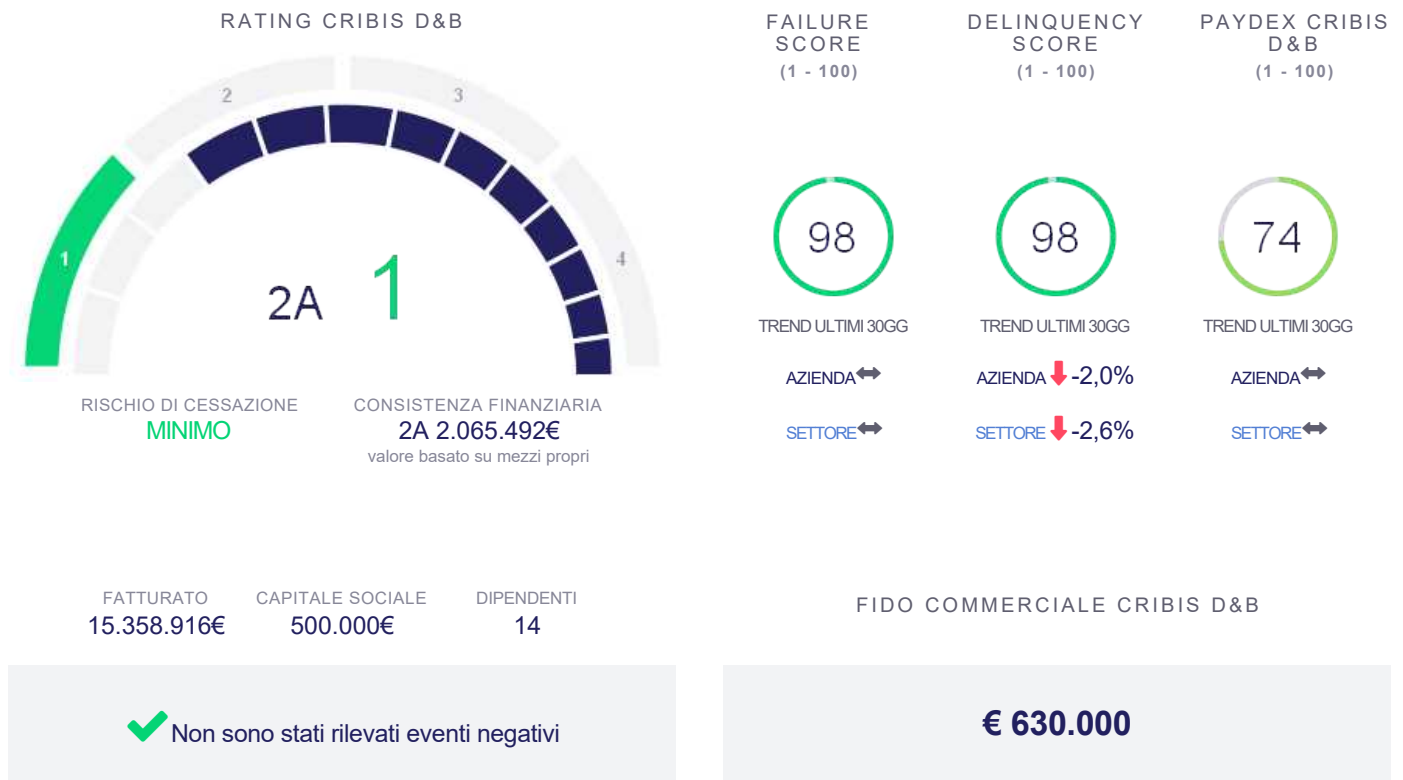 RATING CRIBIS D&B
1
2
3
4
2A 1
RISCHIO DI CESSAZIONE
MINIMO
CONSISTENZA FINANZIARIA
2A 2.065.492€
valore basato su mezzi propri
FATTURATO
15.358.916€
CAPITALE SOCIALE
500.000€
DIPENDENTI
14
Non sono stati rilevati eventi negativi
FAILURE
SCORE
(1 - 100)
98
TREND ULTIMI 30GG
AZIENDA
SETTORE
DELINQUENCY
SCORE
(1 - 100)
98
TREND ULTIMI 30GG
AZIENDA -2,0%
SETTORE -2,6%
PAYDEX CRIBIS
D&B
(1 - 100)
74
TREND ULTIMI 30GG
AZIENDA
SETTORE
FIDO COMMERCIALE CRIBIS D&B
€ 630.000